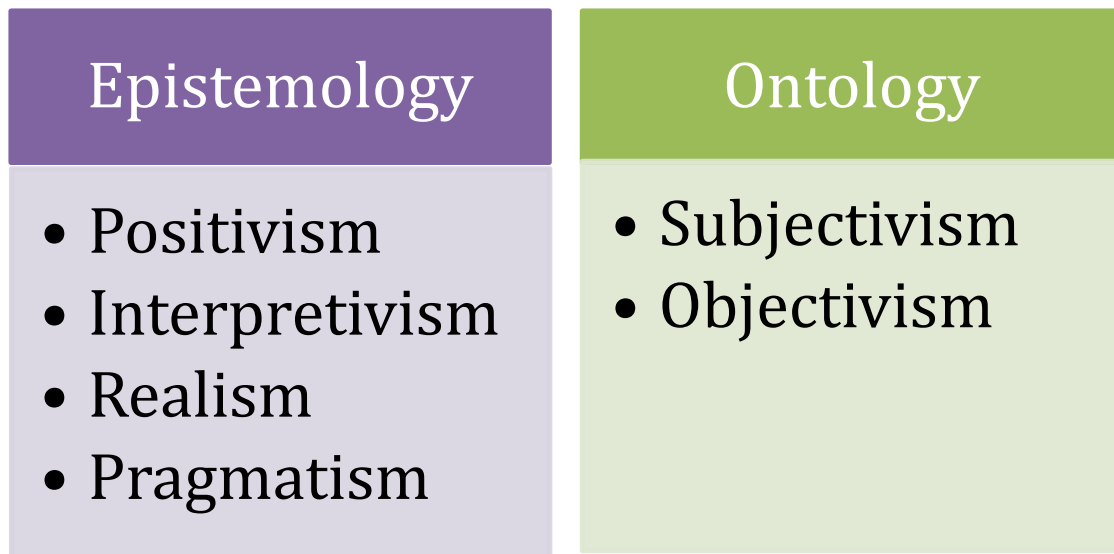 Epistemology
• Positivism
• Interpretivism
• Realism
• Pragmatism
Ontology
• Subjectivism
• Objectivism